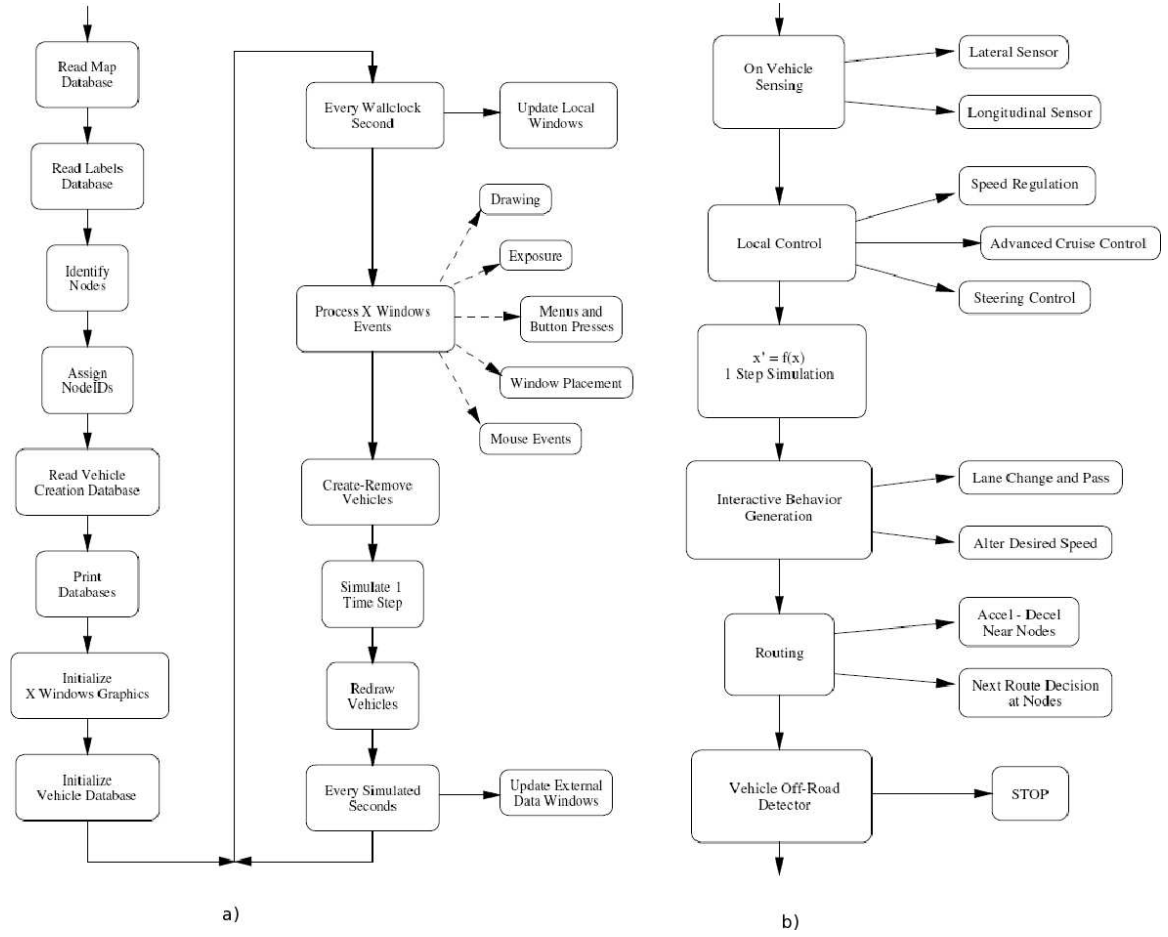 Read Map
Database
Read Labels
Database
Identify
Nodes
Assign
NodeIDs
Read Vehicle
Creation Database
Print
Databases
Initialize
X Windows Graphics
Initialize
Vehicle Database
Every Wallclock
Second
Update Local
Windows
Process X Windows
Events
Drawing
Exposure
Menus and
Button Presses
Window Placement
Mouse Events
Create-Remove
Vehicles
Simulate 1
Time Step
Redraw
Vehicles
Every Simulated
Seconds
Update External
Data Windows
a)
On Vehicle
Sensing
Lateral Sensor
Longitudinal Sensor
Local Control
Speed Regulation
Advanced Cruise Control
Steering Control
x' = f(x)
1 Step Simulation
Interactive Behavior
Generation
Lane Change and Pass
Alter Desired Speed
Routing
Accel - Decel
Near Nodes
Next Route Decision
at Nodes
Vehicle Off-Road
Detector
STOP
b)